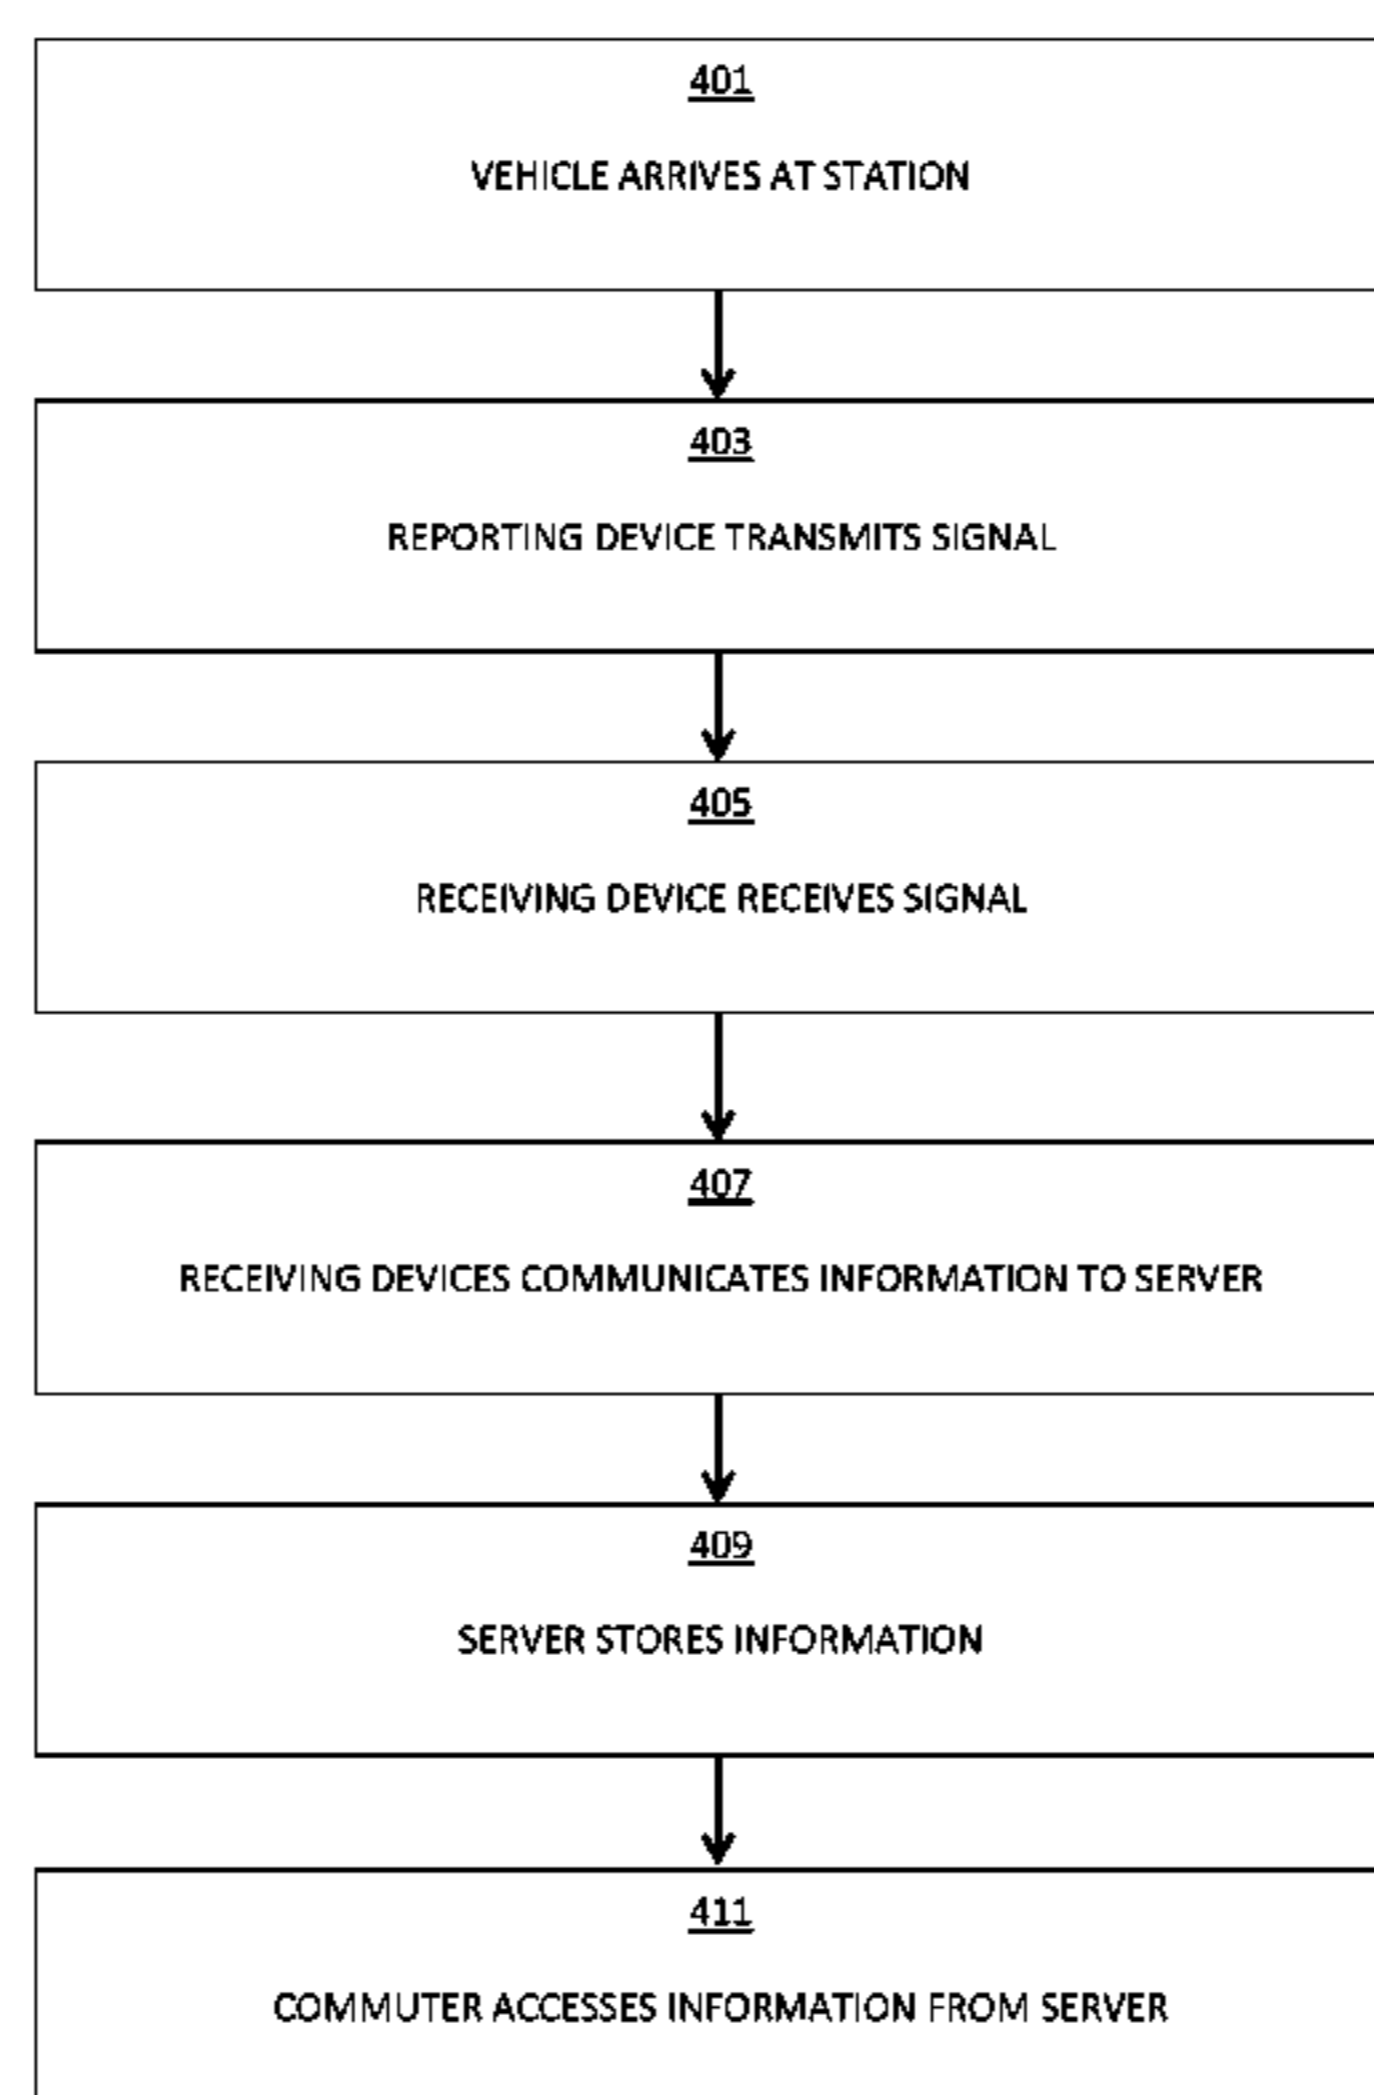 401
VEHICLE ARRIVES AT STATION
403
REPORTING DEVICE TRANSMITS SIGNAL
405
RECEIVING DEVICE RECEIVES SIGNAL
407
RECEIVING DEVICES COMMUNICATES INFORMATION TO SERVER
409
SERVER STORES INFORMATION
411
COMMUTER ACCESSES INFORMATION FROM SERVER